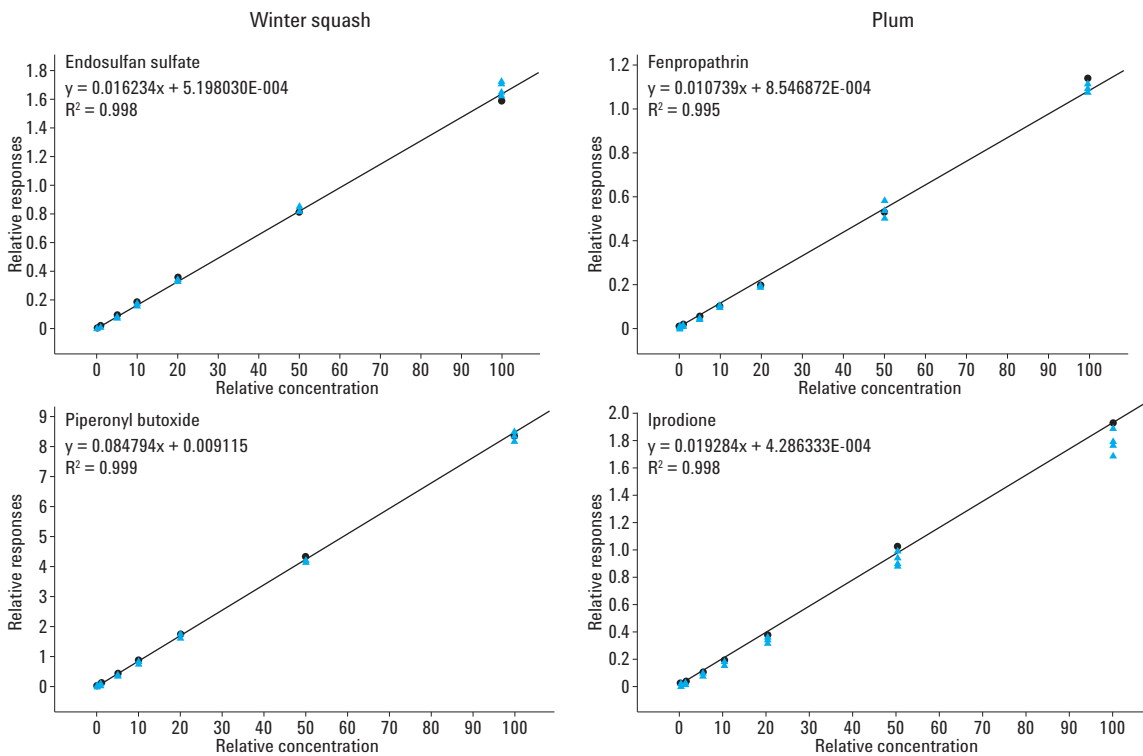 Winter squash
Plum
Endosulfan sulfate
y = 0.016234x + 5.198030E-004
R² = 0.998
Relative responses
1.8
1.6
1.4
1.2
1.0
0.8
0.6
0.4
0.2
0
0 10 20 30 40 50 60 70 80 90 100
Relative concentration
Fenpropathrin
y = 0.010739x + 8.546872E-004
R² = 0.995
Relative responses
1.2
1.0
0.8
0.6
0.4
0.2
0
0 10 20 30 40 50 60 70 80 90 100
Relative concentration
Piperonyl butoxide
y = 0.084794x + 0.009115
R² = 0.999
Relative responses
9
8
7
6
5
4
3
2
1
0
0 10 20 30 40 50 60 70 80 90 100
Relative concentration
Iprodione
y = 0.019284x + 4.286333E-004
R² = 0.998
Relative responses
2.0
1.8
1.6
1.4
1.2
1.0
0.8
0.6
0.4
0.2
0
0 10 20 30 40 50 60 70 80 90 100
Relative concentration